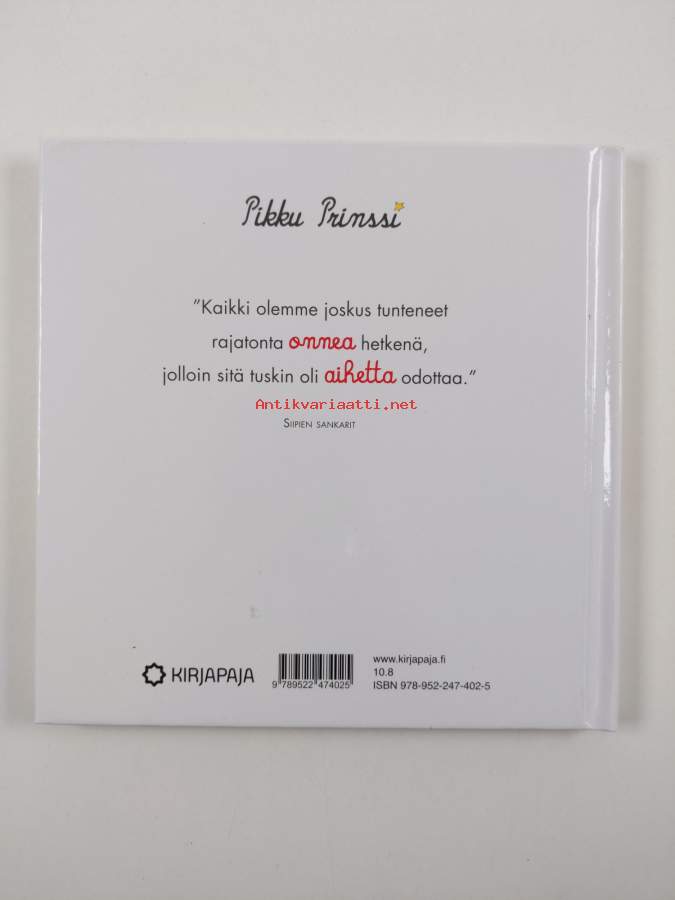 Pikku Prinssi
”Kaikki olemme joskus tunteneet
rajatonta onnea hetkenä,
jolloin sitä tuskin oli aihetta odottaa.”
Antikvariaatti.net
SIIPIEN SANKARIT
KIRJAPAJA
9 789522 474025
www.kirjapaja.fi
10.8
ISBN 978-952-247-402-5